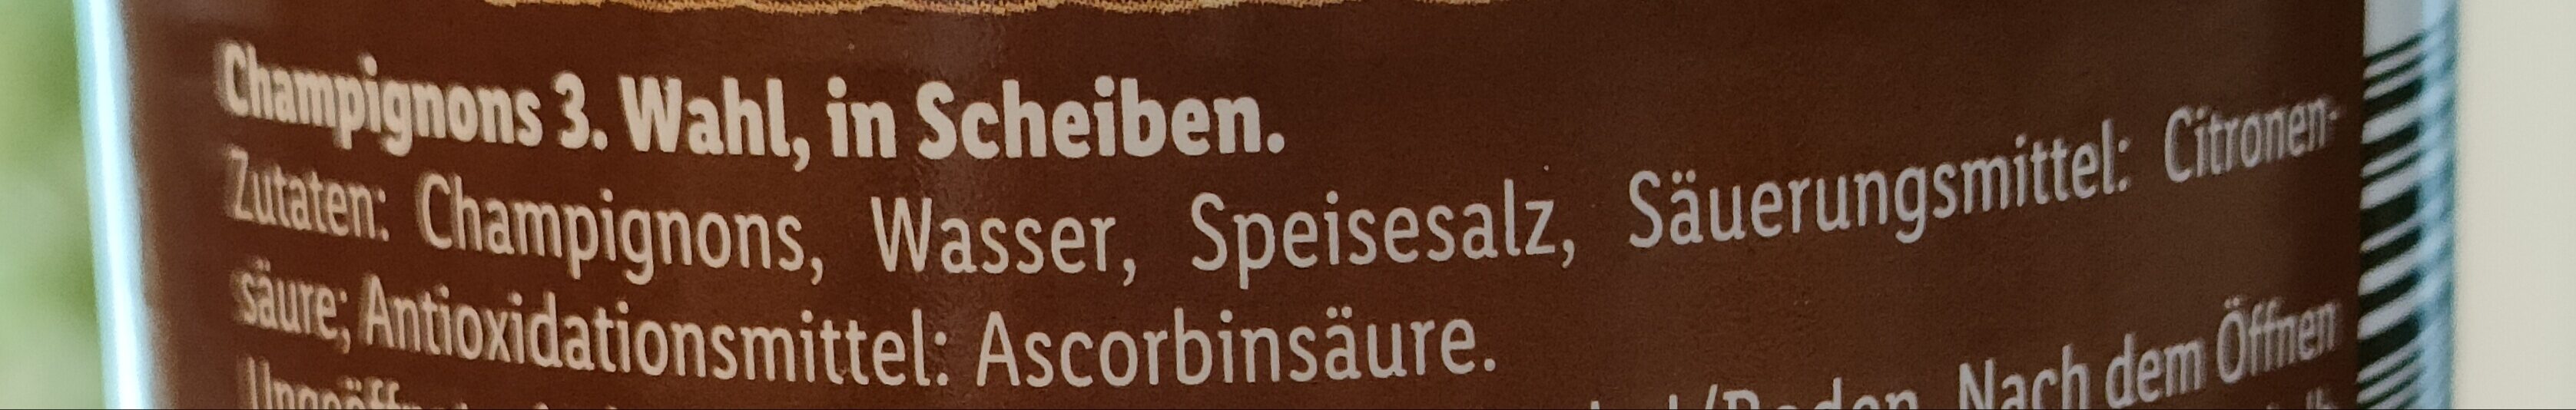 Champignons 3. Wahl, in Scheiben.
Zutaten: Champignons, Wasser, Speisesalz, Säuerungsmittel: Citronen-
säure; Antioxidationsmittel: Ascorbinsäure.
Nach dem Öffnen